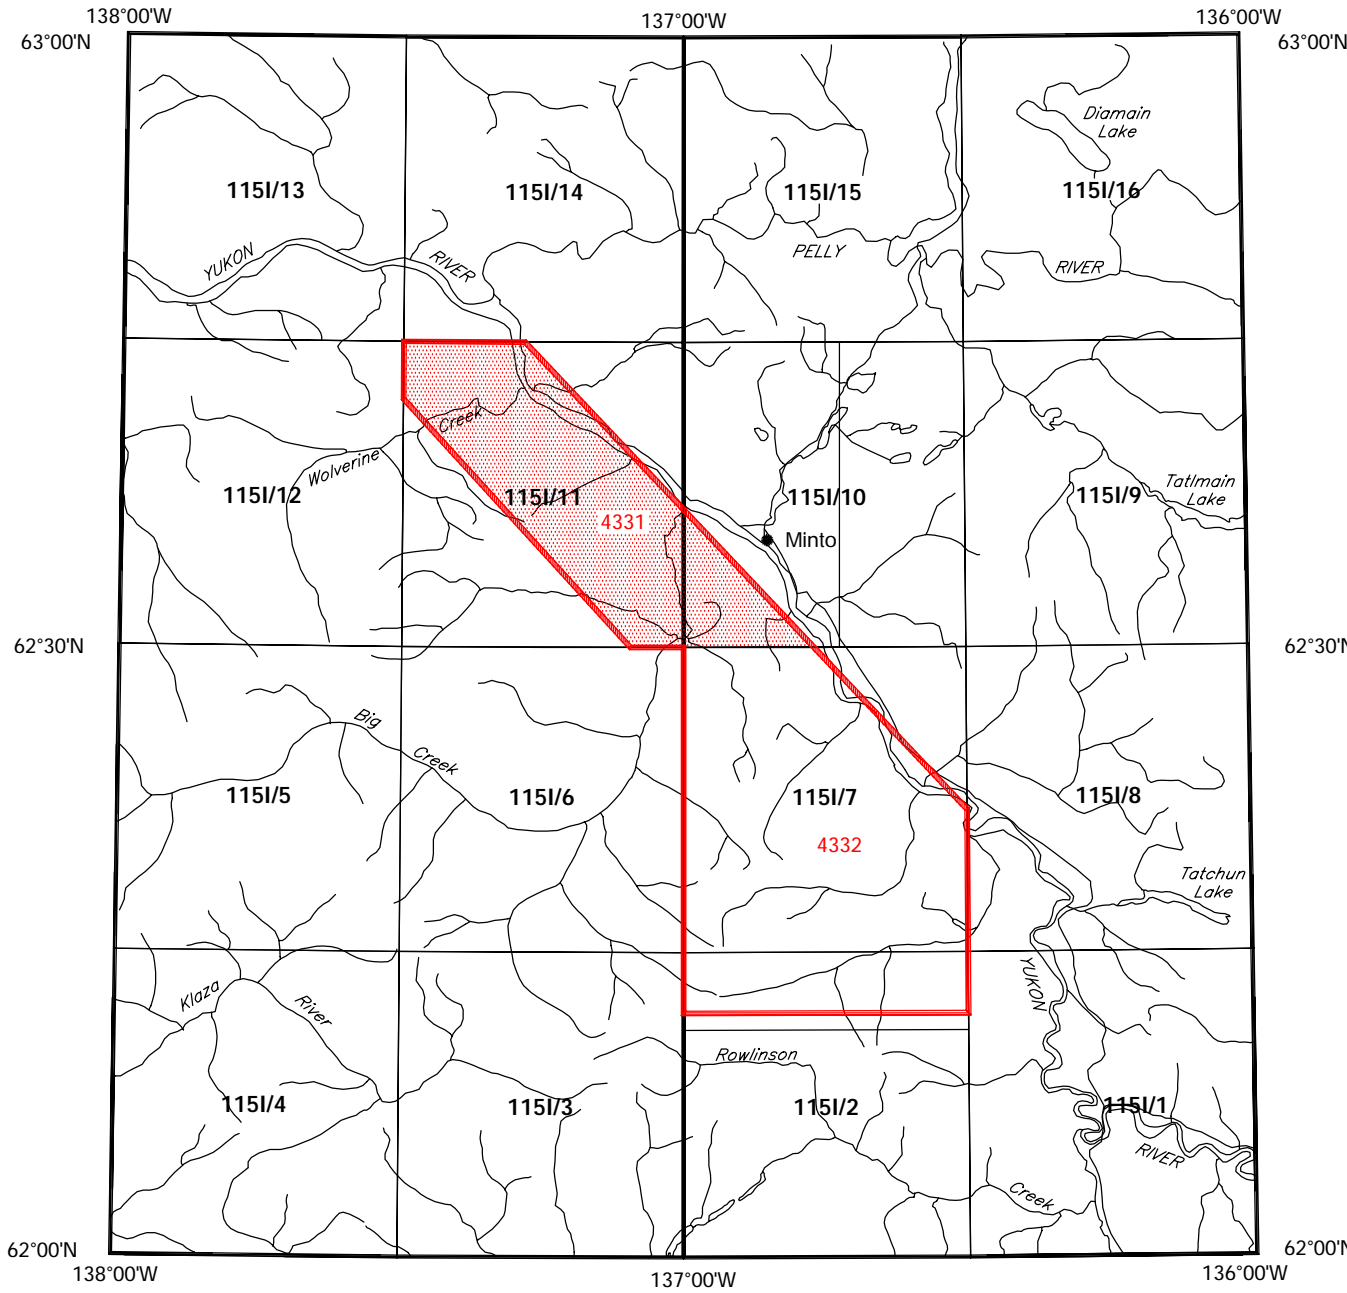 138°00'W
137°00'W
136°00'W
63°00'N
63°00'N
Diamain
Lake
115I/13
115I/14
115I/15
115I/16
YUKON
RIVER
PELLY
RIVER
Creek
Wolverine
115I/12
115I/11
115I/10
115I/9
Tatlmain
Lake
4331
Minto
62°30'N
62°30'N
Big
Creek
115I/5
115I/6
115I/7
115I/8
4332
Tatchun
Lake
Klaza
River
YUKON
Rowlinson
115I/4
115I/3
115I/2
115I/1
RIVER
Creek
62°00'N
62°00'N
138°00'W
137°00'W
136°00'W